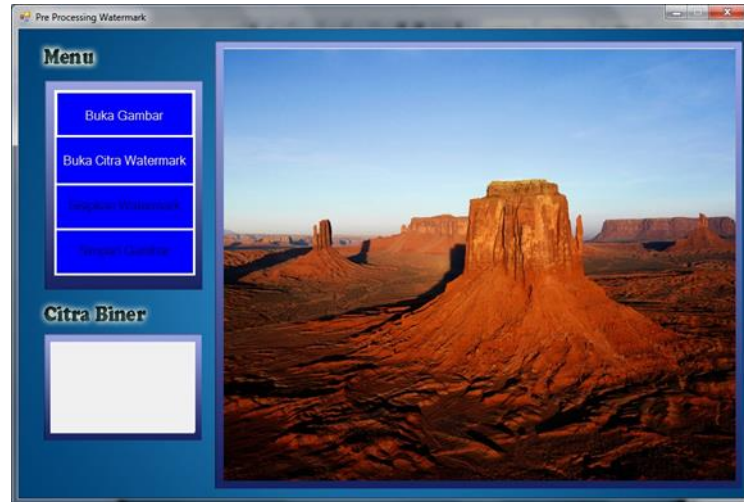 Pre Processing Watermark
Menu
Buka Gambar
Buka Citra Watermark
Citra Biner